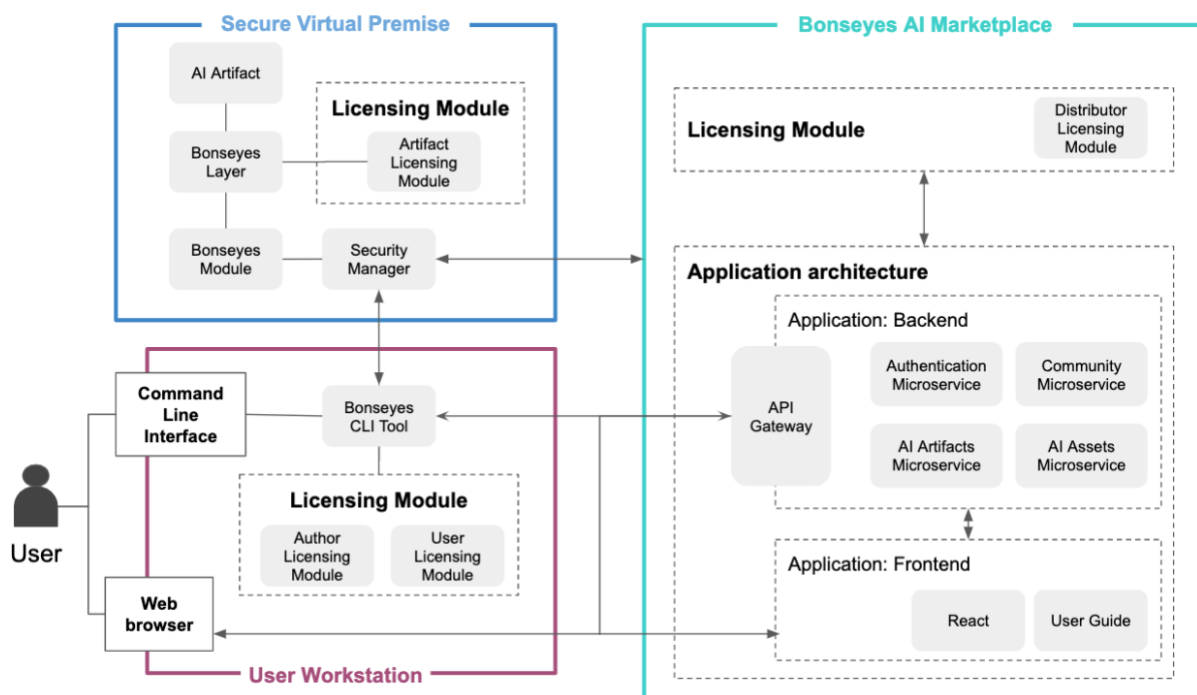 Secure Virtual Premise
Bonseyes AI Marketplace
AI Artifact
Licensing Module
Artifact
Licensing
Module
Bonseyes
Layer
Bonseyes
Module
Security
Manager
Licensing Module
Distributor
Licensing
Module
Application architecture
Application: Backend
API
Gateway
Authentication
Microservice
Community
Microservice
AI Artifacts
Microservice
AI Assets
Microservice
Application: Frontend
React
User Guide
Command
Line
Interface
Bonseyes
CLI Tool
Licensing Module
Author
Licensing
Module
User
Licensing
Module
User
Web
browser
User Workstation